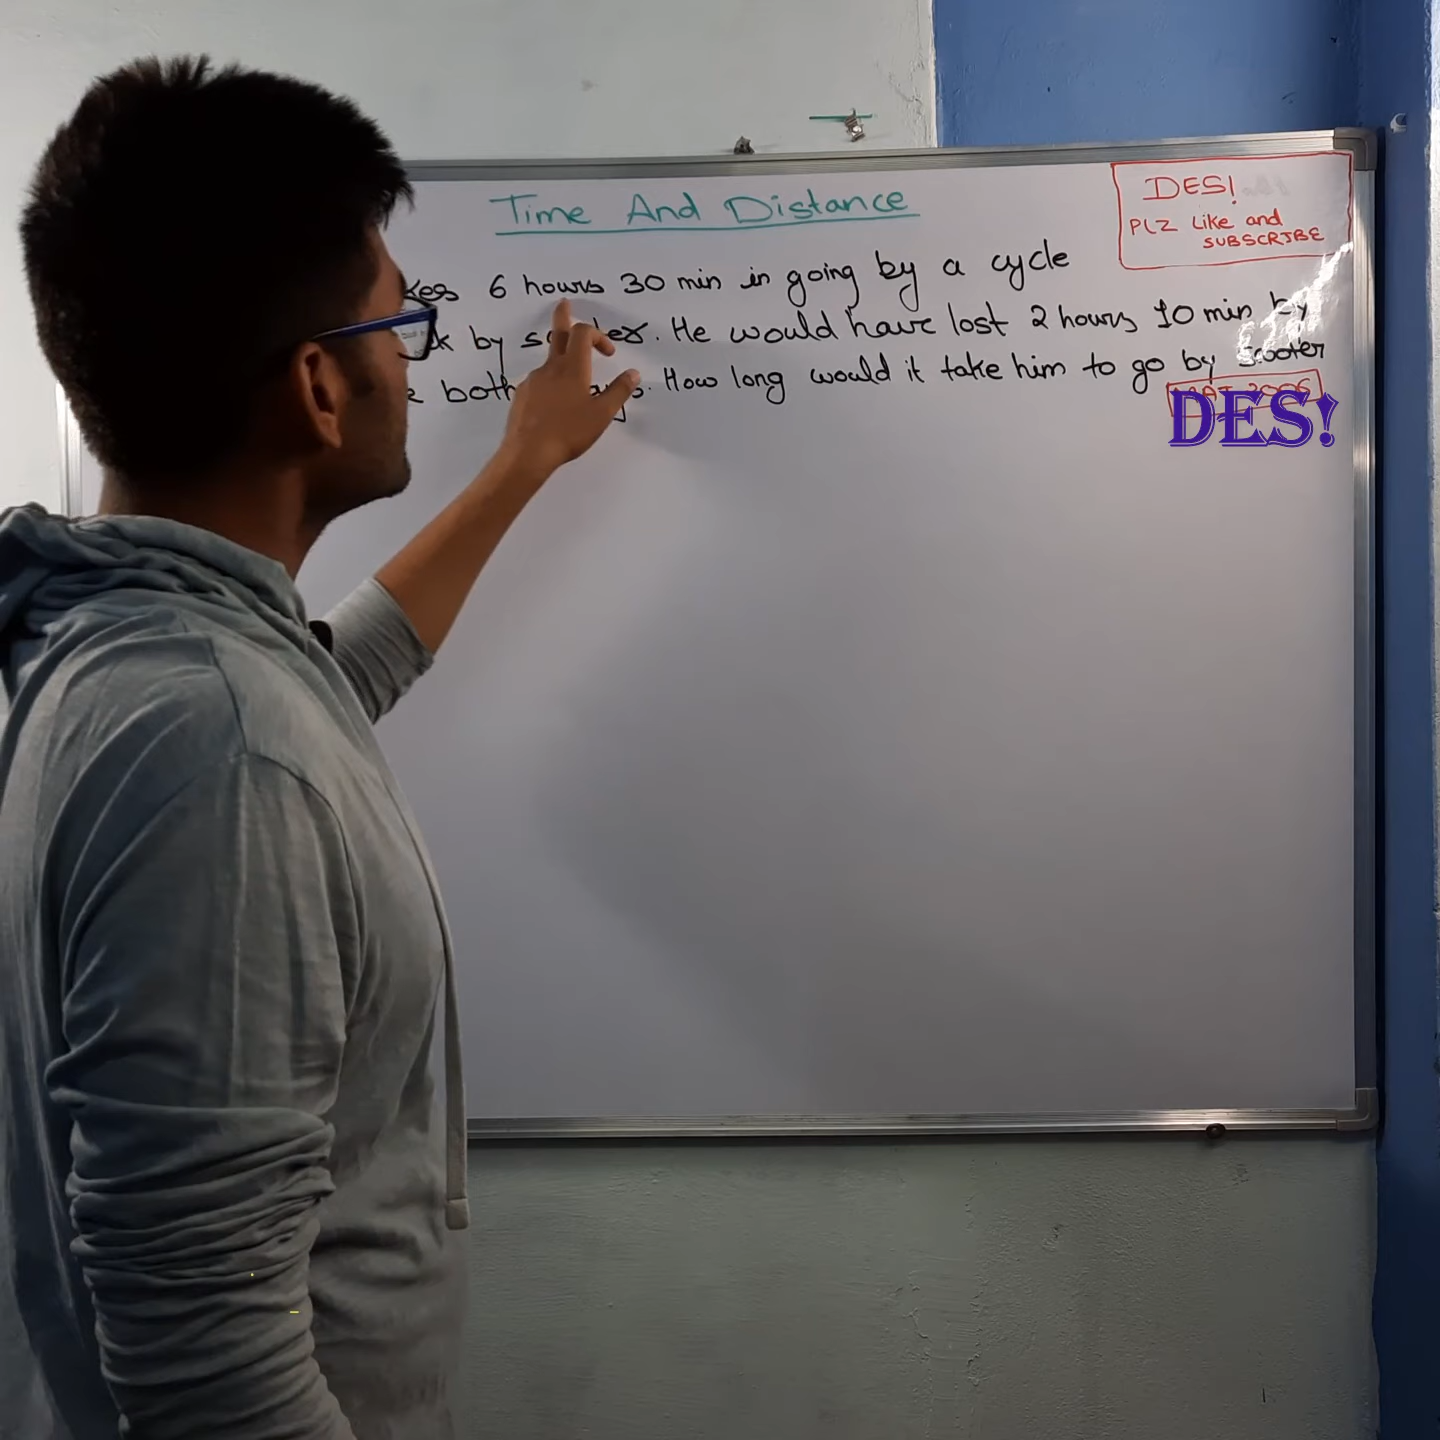 Time And Distance
DES!
PLZ Like and
SUBSCRIBE
6 hours 30 min in going by a cycle
by scooter. He would have lost 2 hours 10 min by
both ways. How long would it take him to go by scooter
DES!